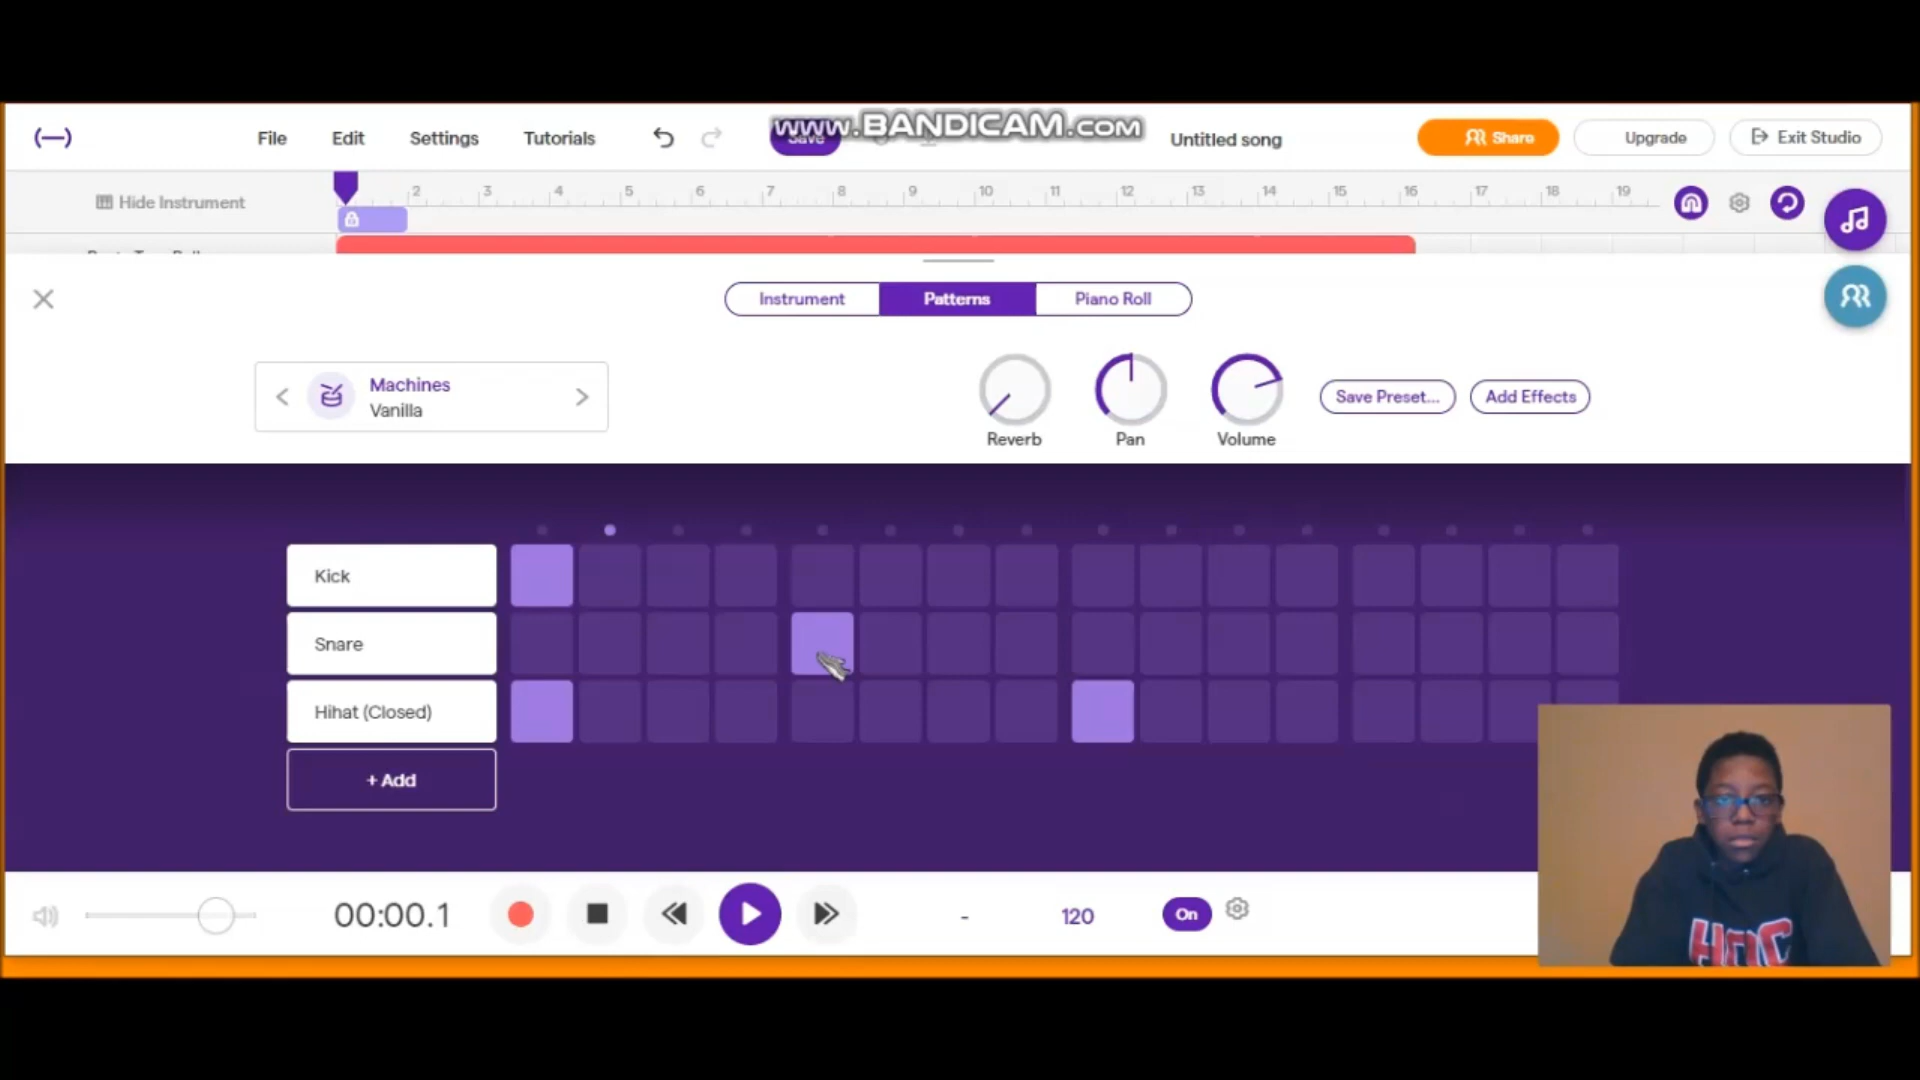 www.BANDICAM.com
File Edit Settings Tutorials Save Untitled song Share Upgrade Exit Studio
Hide Instrument 2 3 4 5 6 7 8 9 10 11 12 13 14 15 16 17 18 19
Instrument Patterns Piano Roll
Machines
Vanilla
Reverb Pan Volume Save Preset... Add Effects
Kick
Snare
Hihat (Closed)
+ Add
00:00.1 - 120 On